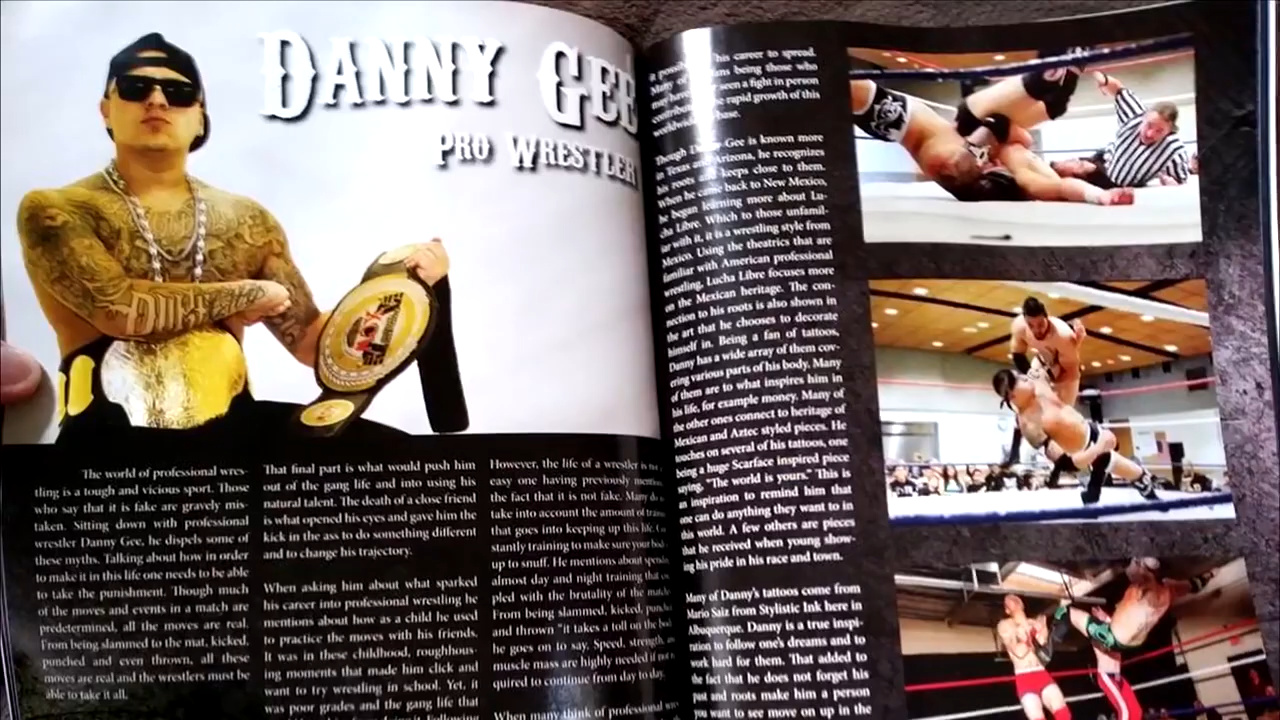 DANNY GEE
PRO WRESTLER
The world of professional wres-
tling is a tough and vicious sport. Those
who say that it is fake are gravely mis-
taken. Sitting down with professional
wrestler Danny Gee, he dispels some of
these myths. Talking about how in order
to make it in this life one needs to be able
to take the punishment. Though much
of the moves and events in a match are
predetermined, all the moves are real.
From being slammed to the mat, kicked,
punched and even thrown, all these
moves are real and the wrestlers must be
able to take it all.
That final part is what would push him
out of the gang life and into using his
natural talent. The death of a close friend
is what opened his eyes and gave him the
kick in the ass to do something different
and to change his trajectory.
When asking him about what sparked
his career into professional wrestling he
mentions about how as a child he used
to practice the moves with his friends.
It was in these childhood, roughhous-
ing moments that made him click and
want to try wrestling in school. Yet, it
was poor grades and the gang life that
However, the life of a wrestler is
easy one having previously
the fact that it is not fake. Many
take into account the amount of
that goes into keeping up this life.
stantly training to make sure your
up to snuff. He mentions about
almost day and night training that
pled with the brutality of the
From being slammed, kicked,
and thrown "it takes a toll on the
he goes on to say. Speed, strength,
muscle mass are highly needed if
quired to continue from day to day.
When many think of professional
it his career to spread.
Many fans being those who
may have seen a fight in person
rapid growth of this
worldwide base.
Though Gee is known more
in Texas and Arizona, he recognizes
his roots and keeps close to them.
When he came back to New Mexico,
he began learning more about Lu-
cha Libre. Which to those unfamil-
iar with it, it is a wrestling style from
Mexico. Using the theatrics that are
familiar with American professional
wrestling, Lucha Libre focuses more
on the Mexican heritage. The con-
nection to his roots is also shown in
the art that he chooses to decorate
himself in. Being a fan of tattoos,
Danny has a wide array of them cov-
ering various parts of his body. Many
of them are to what inspires him in
his life, for example money. Many of
the other ones connect to heritage of
Mexican and Aztec styled pieces. He
touches on several of his tattoos, one
being a huge Scarface inspired piece
saying, "The world is yours." This is
an inspiration to remind him that
one can do anything they want to in
this world. A few others are pieces
that he received when young show-
ing his pride in his race and town.
Many of Danny's tattoos come from
Mario Saiz from Stylistic Ink here in
Albuquerque. Danny is a true inspi-
ration to follow one's dreams and to
work hard for them. That added to
the fact that he does not forget his
past and roots make him a person
you want to see move on up in the